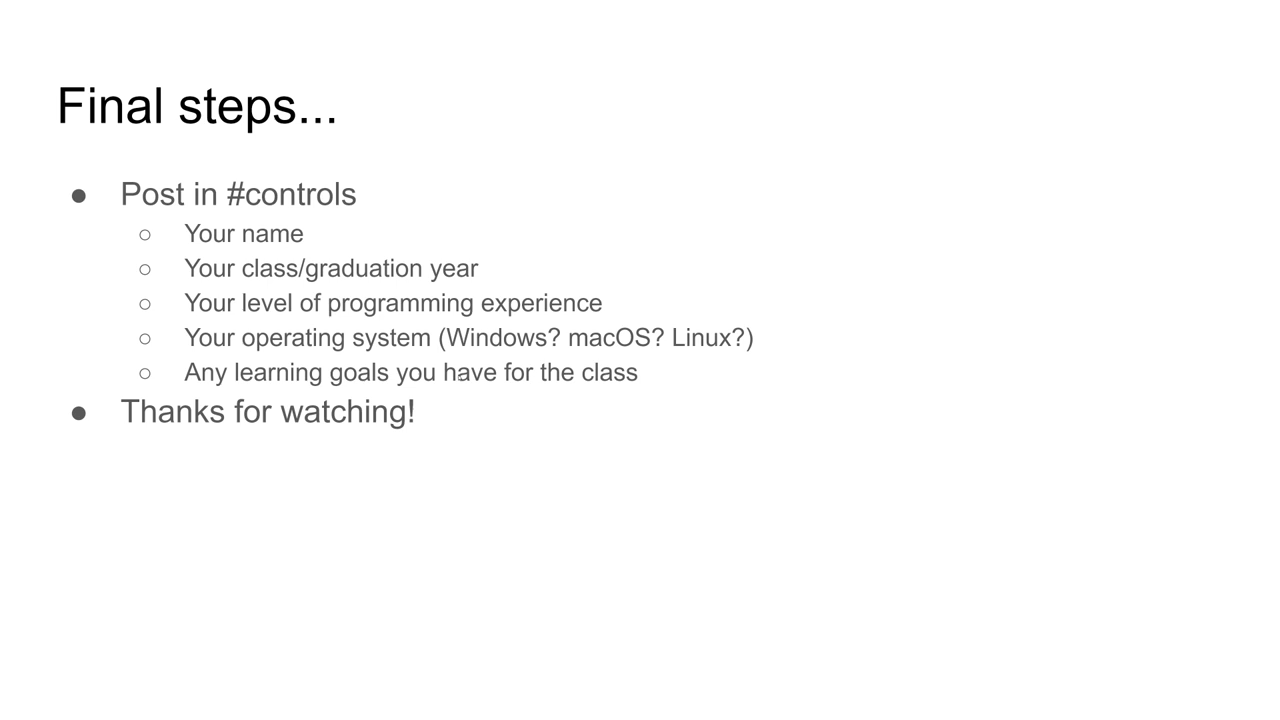 Final steps...
● Post in #controls
○ Your name
○ Your class/graduation year
○ Your level of programming experience
○ Your operating system (Windows? macOS? Linux?)
○ Any learning goals you have for the class
● Thanks for watching!